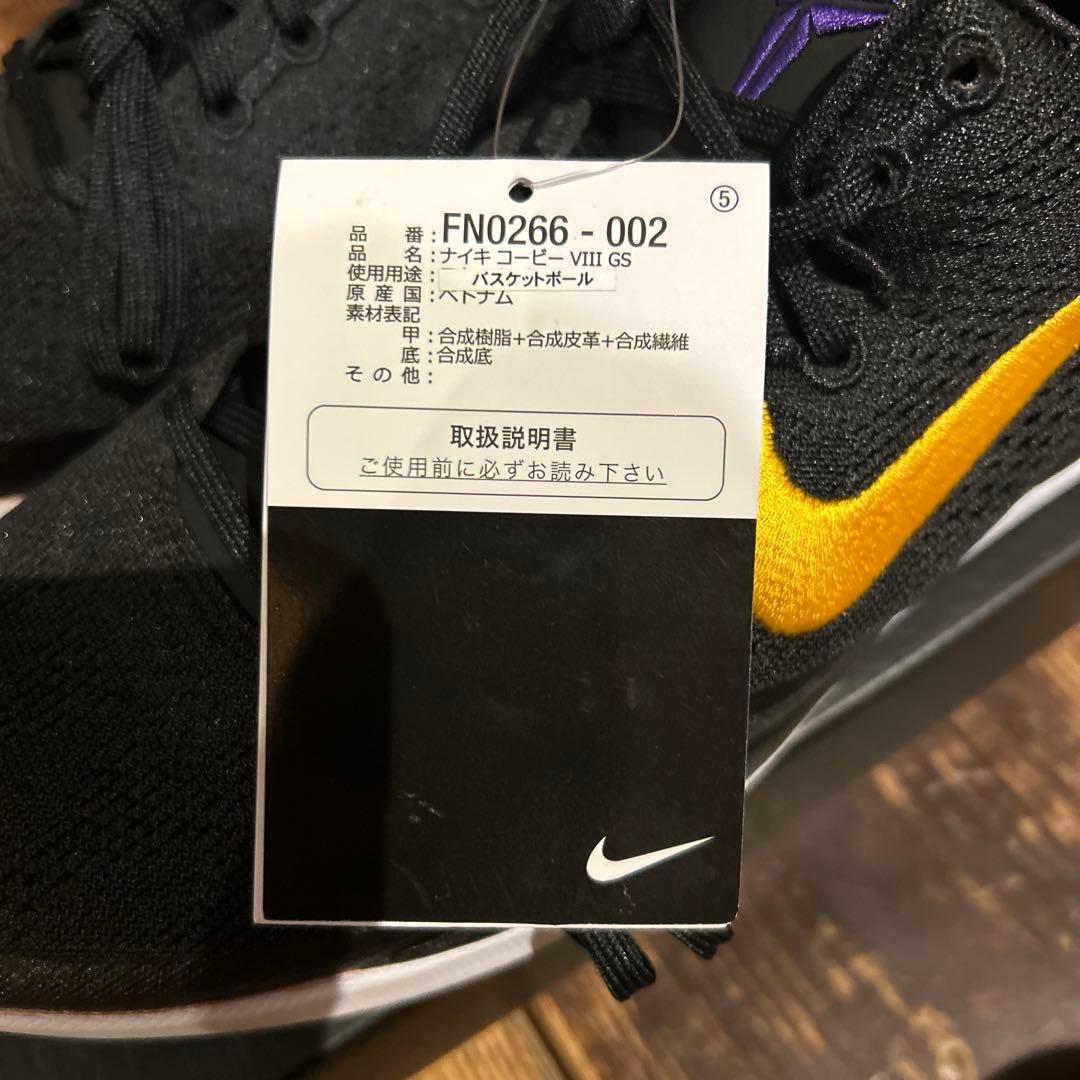 ⑤
品番:FN0266 - 002
品名:ナイキ コービー VIII GS
使用用途: バスケットボール
原産国:ベトナム
素材表記
甲:合成樹脂+合成皮革+合成繊維
底:合成底
その他:
取扱説明書
ご使用前に必ずお読み下さい